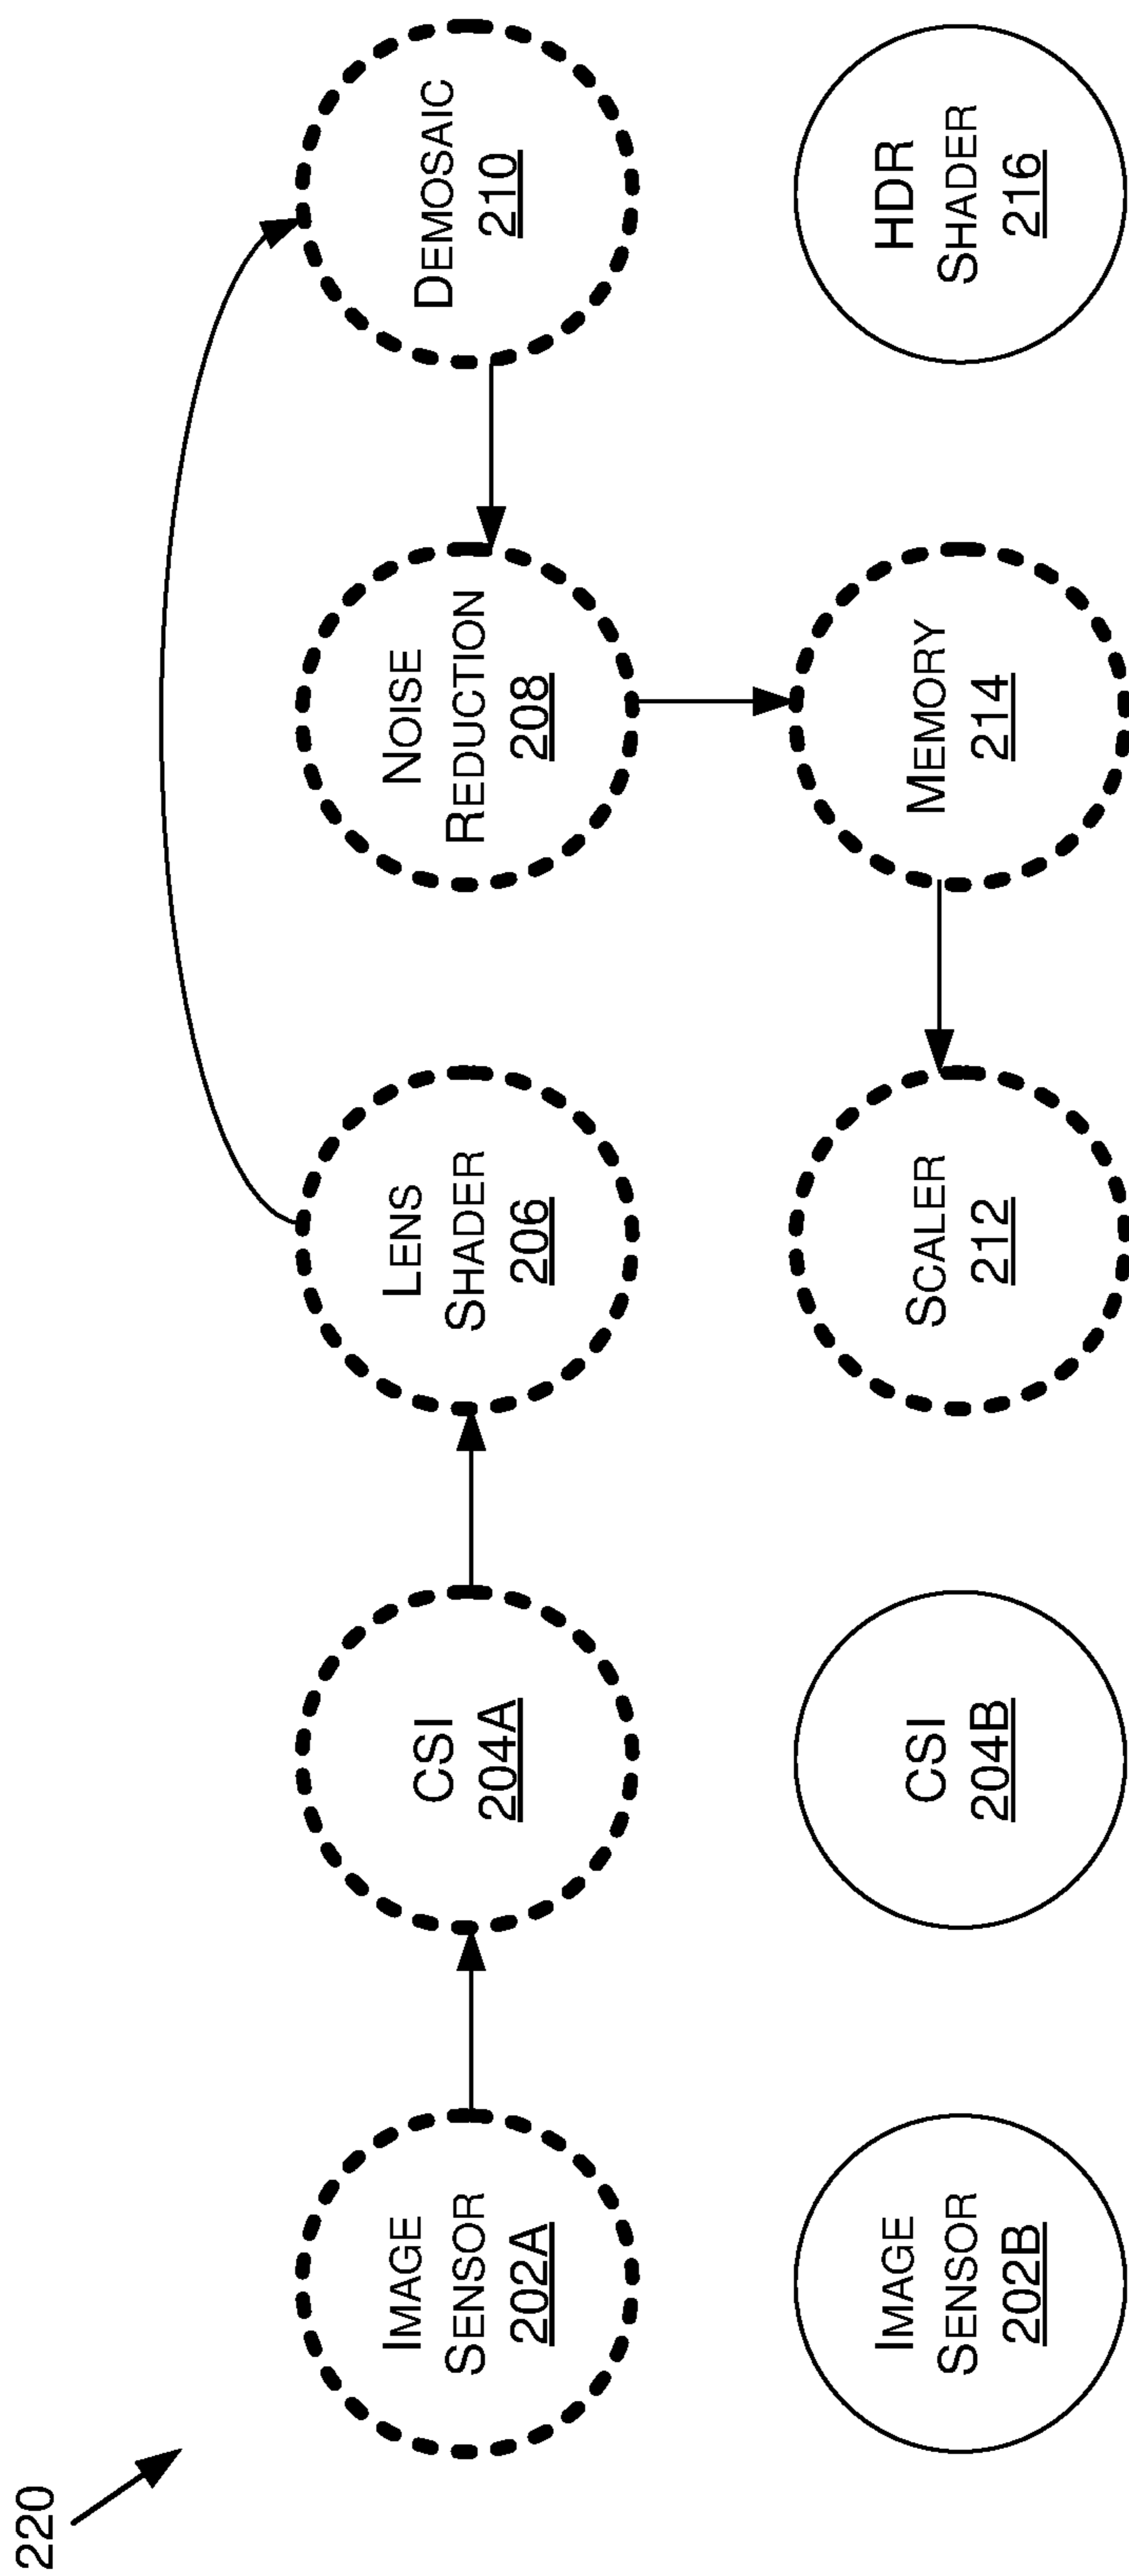 220
IMAGE
SENSOR
202A
CSI
204A
LENS
SHADER
206
NOISE
REDUCTION
208
DEMOSAIC
210
IMAGE
SENSOR
202B
CSI
204B
SCALER
212
MEMORY
214
HDR
SHADER
216